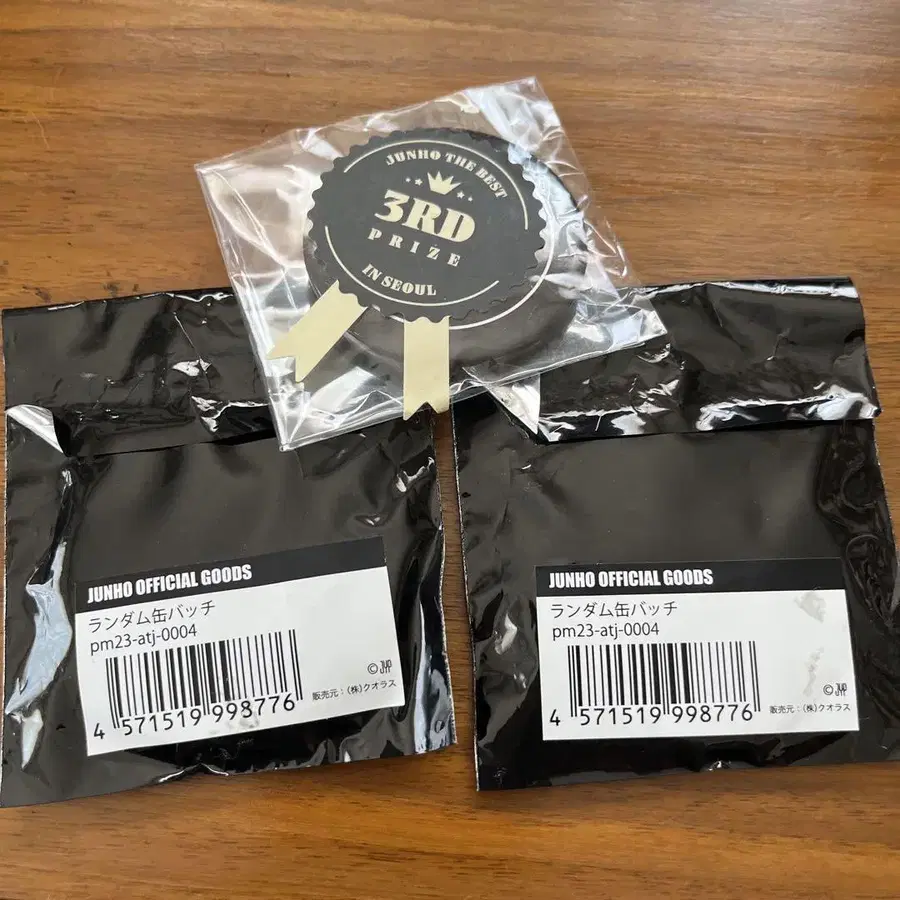 JUNHO THE BEST
3RD
PRIZE
IN SEOUL
JUNHO OFFICIAL GOODS
ランダム缶バッチ
pm23-atj-0004
4 571519 998776
©
販売元：(株)クオラス
JUNHO OFFICIAL GOODS
ランダム缶バッチ
pm23-atj-0004
4 571519 998776
©
販売元：(株)クオラス